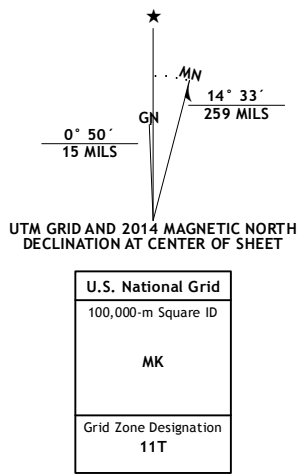 ★
MN
GN
14° 33´
259 MILS
0° 50´
15 MILS
UTM GRID AND 2014 MAGNETIC NORTH
DECLINATION AT CENTER OF SHEET
U.S. National Grid
100,000-m Square ID
MK
Grid Zone Designation
11T